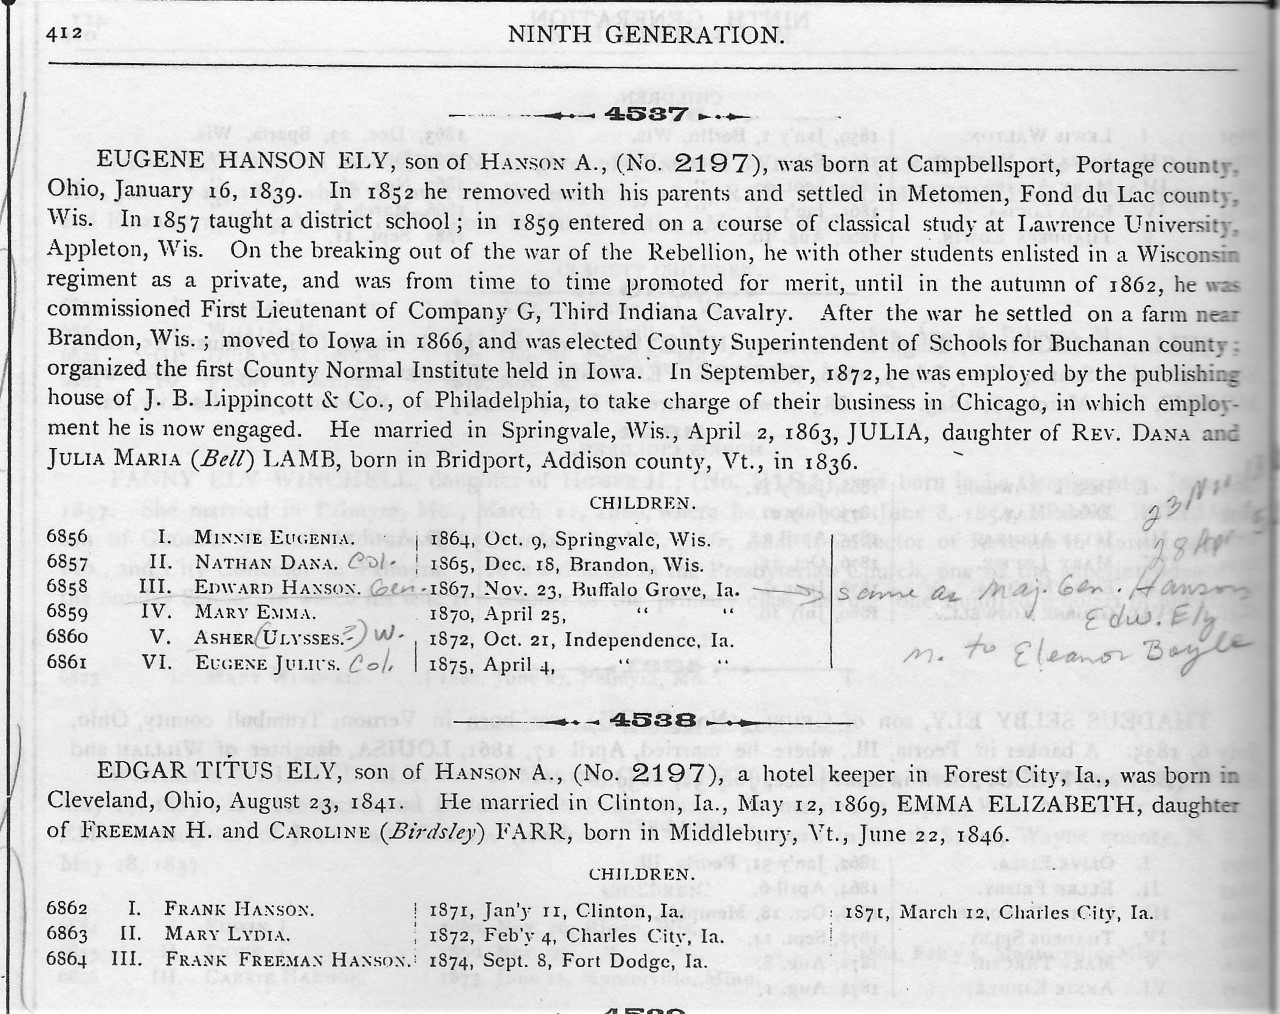 412 NINTH GENERATION.
4537
EUGENE HANSON ELY, son of HANSON A., (No. 2197), was born at Campbellsport, Portage county,
Ohio, January 16, 1839. In 1852 he removed with his parents and settled in Metomen, Fond du Lac county,
Wis. In 1857 taught a district school; in 1859 entered on a course of classical study at Lawrence University,
Appleton, Wis. On the breaking out of the war of the Rebellion, he with other students enlisted in a Wisconsin
regiment as a private, and was from time to time promoted for merit, until in the autumn of 1862, he was
commissioned First Lieutenant of Company G, Third Indiana Cavalry. After the war he settled on a farm near
Brandon, Wis.; moved to Iowa in 1866, and was elected County Superintendent of Schools for Buchanan county;
organized the first County Normal Institute held in Iowa. In September, 1872, he was employed by the publishing
house of J. B. Lippincott & Co., of Philadelphia, to take charge of their business in Chicago, in which employ-
ment he is now engaged. He married in Springvale, Wis., April 2, 1863, JULIA, daughter of REV. DANA and
JULIA MARIA (Bell) LAMB, born in Bridport, Addison county, Vt., in 1836.
CHILDREN.
23 N
28 Ap
6856 I. MINNIE EUGENIA. 1864, Oct. 9, Springvale, Wis.
6857 II. NATHAN DANA. Col. 1865, Dec. 18, Brandon, Wis.
6858 III. EDWARD HANSON. Gen. 1867, Nov. 23, Buffalo Grove, Ia. same as Maj. Gen. Hanson
6859 IV. MARY EMMA. 1870, April 25, " " Edw. Ely
6860 V. ASHER (ULYSSES.?) W. 1872, Oct. 21, Independence, Ia.
6861 VI. EUGENE JULIUS. Col. 1875, April 4, " " m. to Eleanor Boyle
4538
EDGAR TITUS ELY, son of HANSON A., (No. 2197), a hotel keeper in Forest City, Ia., was born in
Cleveland, Ohio, August 23, 1841. He married in Clinton, Ia., May 12, 1869, EMMA ELIZABETH, daughter
of FREEMAN H. and CAROLINE (Birdsley) FARR, born in Middlebury, Vt., June 22, 1846.
CHILDREN.
6862 I. FRANK HANSON. 1871, Jan'y 11, Clinton, Ia. 1871, March 12, Charles City, Ia.
6863 II. MARY LYDIA. 1872, Feb'y 4, Charles City, Ia.
6864 III. FRANK FREEMAN HANSON. 1874, Sept. 8, Fort Dodge, Ia.